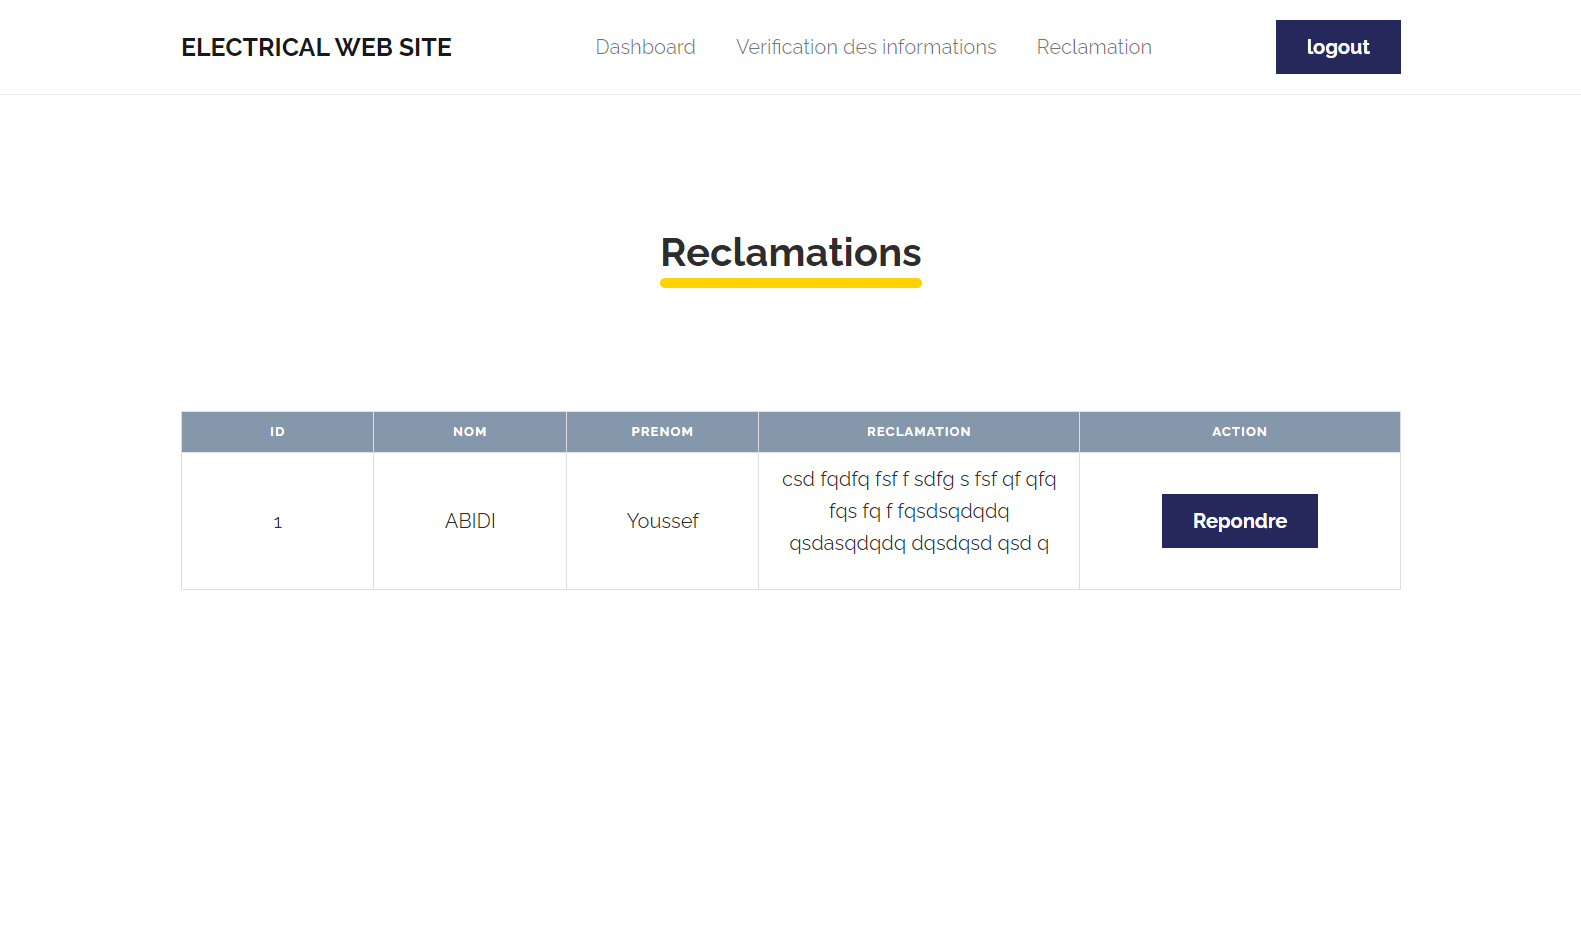 ELECTRICAL WEB SITE Dashboard Verification des informations Reclamation logout
Reclamations
ID NOM PRENOM RECLAMATION ACTION
1 ABIDI Youssef csd fqdfq fsf f sdfg s fsf qf qfq
fqs fq f fqsdsqdqdq
qsdasqdqdq dqsdqsd qsd q
Repondre